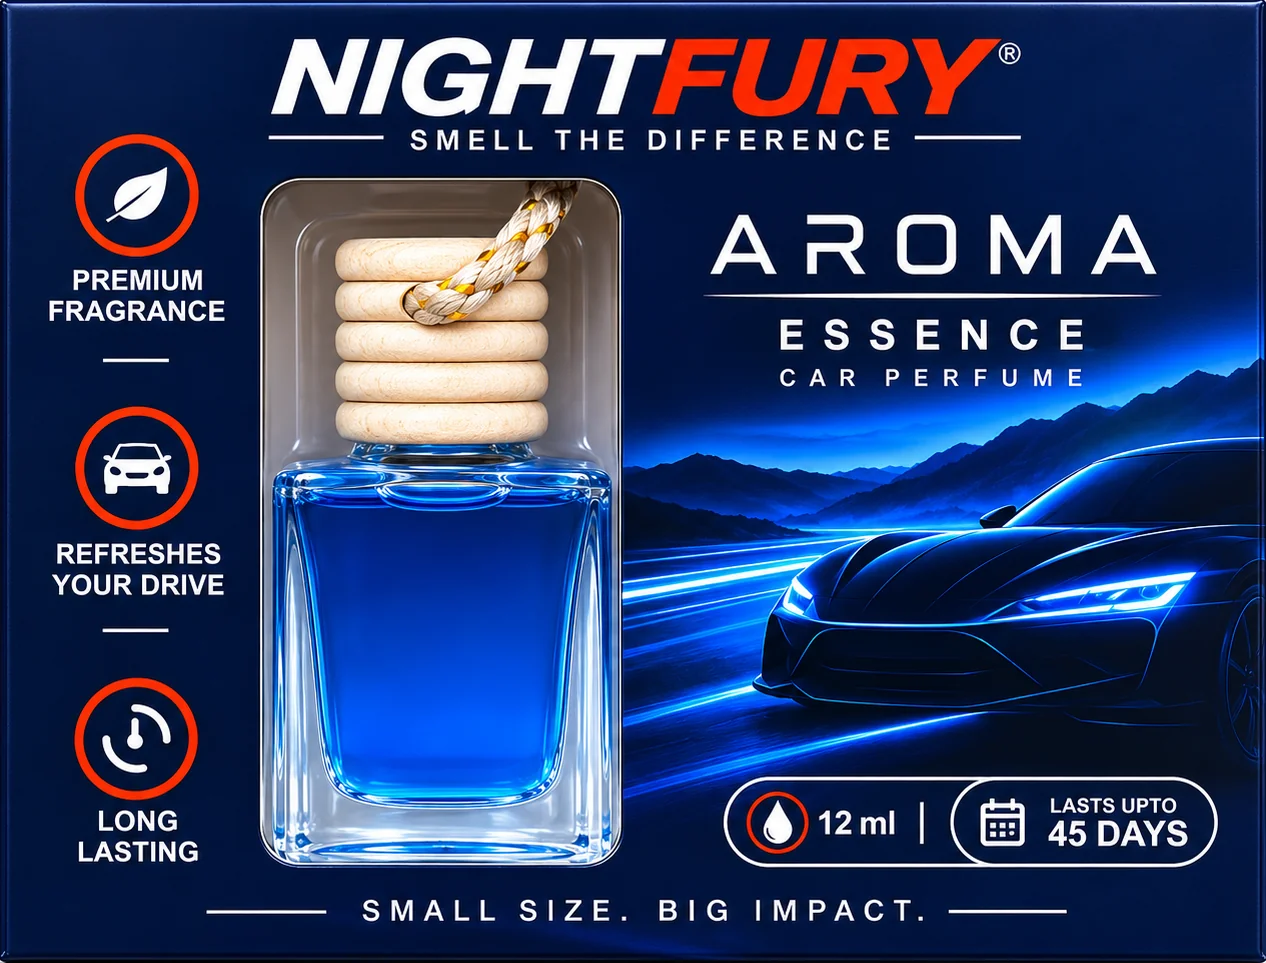 NIGHTFURY®
SMELL THE DIFFERENCE
PREMIUM
FRAGRANCE
REFRESHES
YOUR DRIVE
LONG
LASTING
AROMA
ESSENCE
CAR PERFUME
12 ml
LASTS UPTO
45 DAYS
SMALL SIZE. BIG IMPACT.